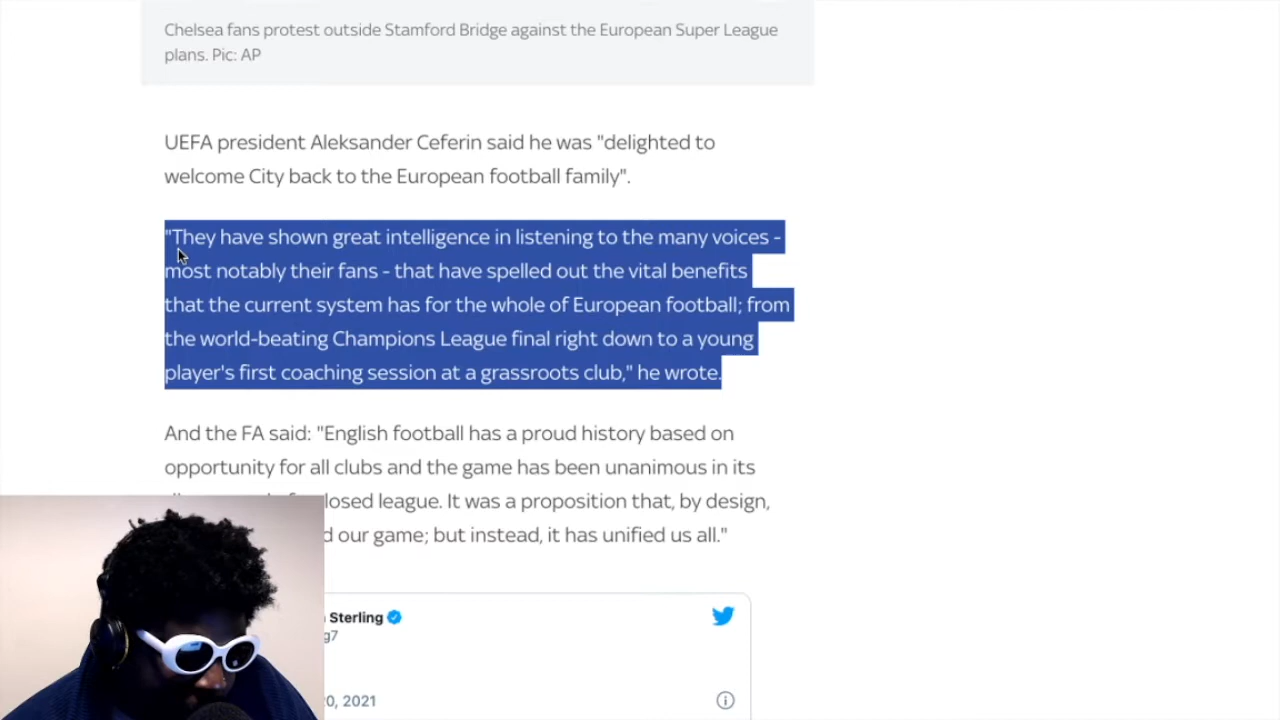 Chelsea fans protest outside Stamford Bridge against the European Super League
plans. Pic: AP
UEFA president Aleksander Ceferin said he was "delighted to
welcome City back to the European football family".
"They have shown great intelligence in listening to the many voices -
most notably their fans - that have spelled out the vital benefits
that the current system has for the whole of European football; from
the world-beating Champions League final right down to a young
player's first coaching session at a grassroots club," he wrote.
And the FA said: "English football has a proud history based on
opportunity for all clubs and the game has been unanimous in its
losed league. It was a proposition that, by design,
d our game; but instead, it has unified us all."
Sterling
g7
0, 2021